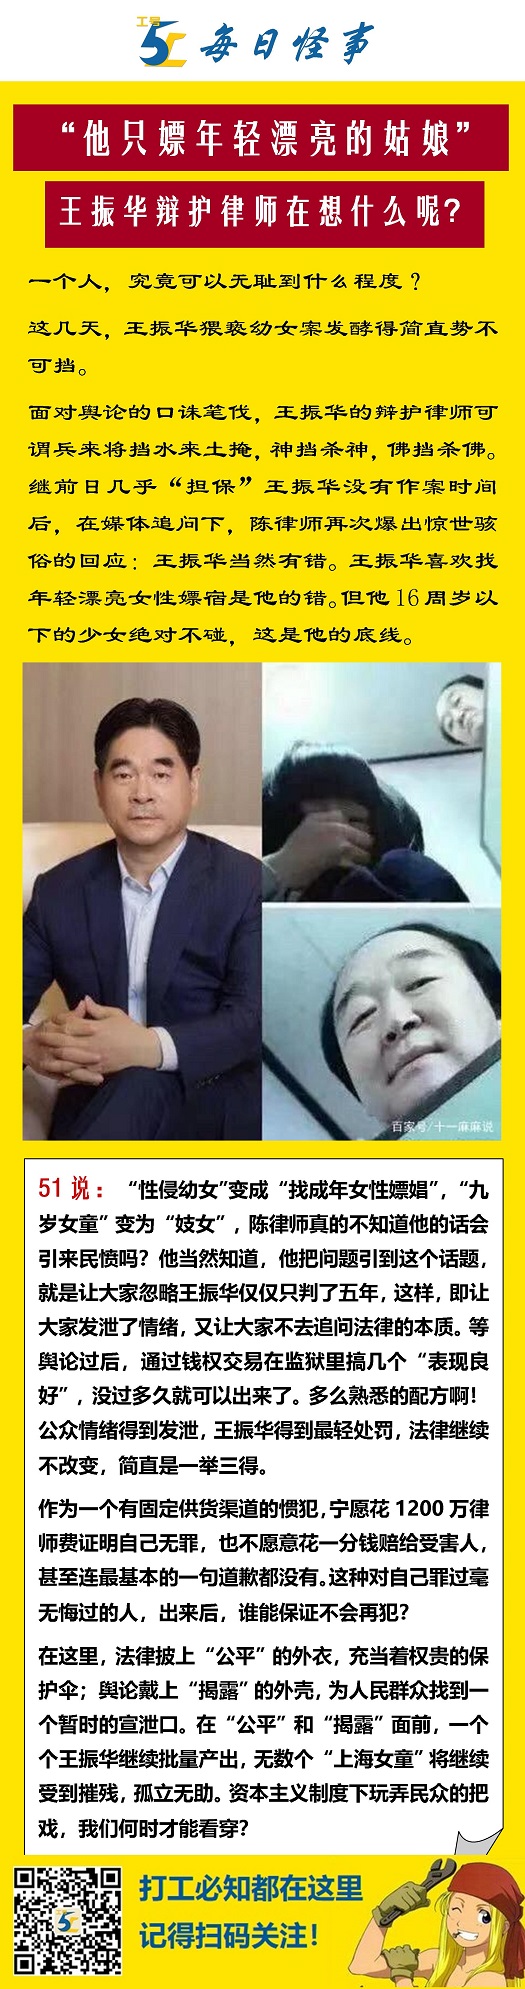 工号
51
每日怪事
“他只嫖年轻漂亮的姑娘”
王振华辩护律师在想什么呢?
一个人，究竟可以无耻到什么程度?
这几天，王振华猥亵幼女案发酵得简直势不
可挡。
面对舆论的口诛笔伐，王振华的辩护律师可
谓兵来将挡水来土掩，神挡杀神，佛挡杀佛。
继前日几乎“担保”王振华没有作案时间
后，在媒体追问下，陈律师再次爆出惊世骇
俗的回应：王振华当然有错。王振华喜欢找
年轻漂亮女性嫖宿是他的错。但他 16 周岁以
下的少女绝对不碰，这是他的底线。
百家号/十一麻麻说
51 说：“性侵幼女”变成“找成年女性嫖娼”，“九
岁女童”变为“妓女”，陈律师真的不知道他的话会
引来民愤吗？他当然知道，他把问题引到这个话题，
就是让大家忽略王振华仅仅只判了五年，这样，即让
大家发泄了情绪，又让大家不去追问法律的本质。等
舆论过后，通过钱权交易在监狱里搞几个“表现良
好”，没过多久就可以出来了。多么熟悉的配方啊！
公众情绪得到发泄，王振华得到最轻处罚，法律继续
不改变，简直是一举三得。
作为一个有固定供货渠道的惯犯，宁愿花 1200 万律
师费证明自己无罪，也不愿意花一分钱赔给受害人，
甚至连最基本的一句道歉都没有。这种对自己罪过毫
无悔过的人，出来后，谁能保证不会再犯？
在这里，法律披上“公平”的外衣，充当着权贵的保
护伞；舆论戴上“揭露”的外壳，为人民群众找到一
个暂时的宣泄口。在“公平”和“揭露”面前，一个
个王振华继续批量产出，无数个“上海女童”将继续
受到摧残，孤立无助。资本主义制度下玩弄民众的把
戏，我们何时才能看穿？
打工必知都在这里
记得扫码关注！